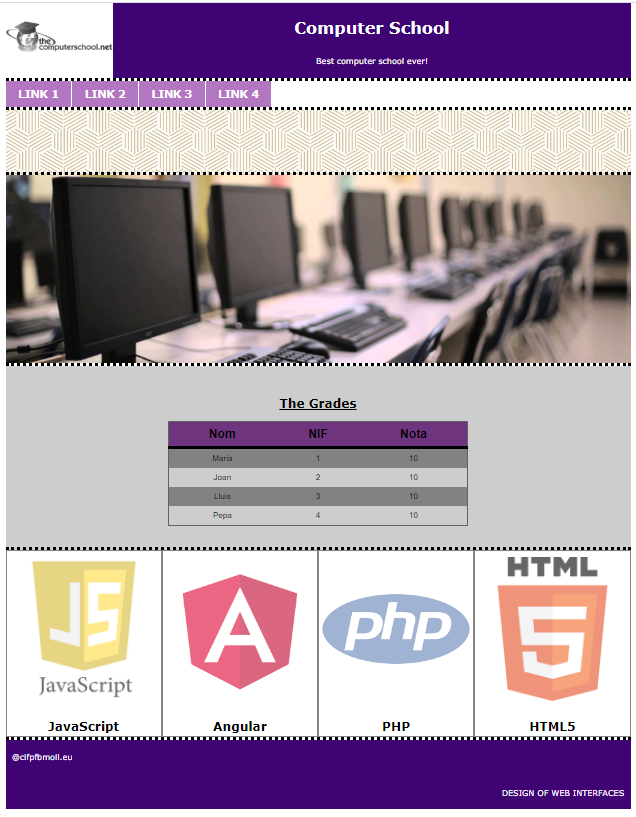 the
computerschool.net
Computer School
Best computer school ever!
LINK 1 LINK 2 LINK 3 LINK 4
The Grades
Nom NIF Nota
Maria 1 10
Joan 2 10
Lluis 3 10
Pepa 4 10
JS
JavaScript
A
php
HTML
5
JavaScript Angular PHP HTML5
@cifpfbmoll.eu
DESIGN OF WEB INTERFACES